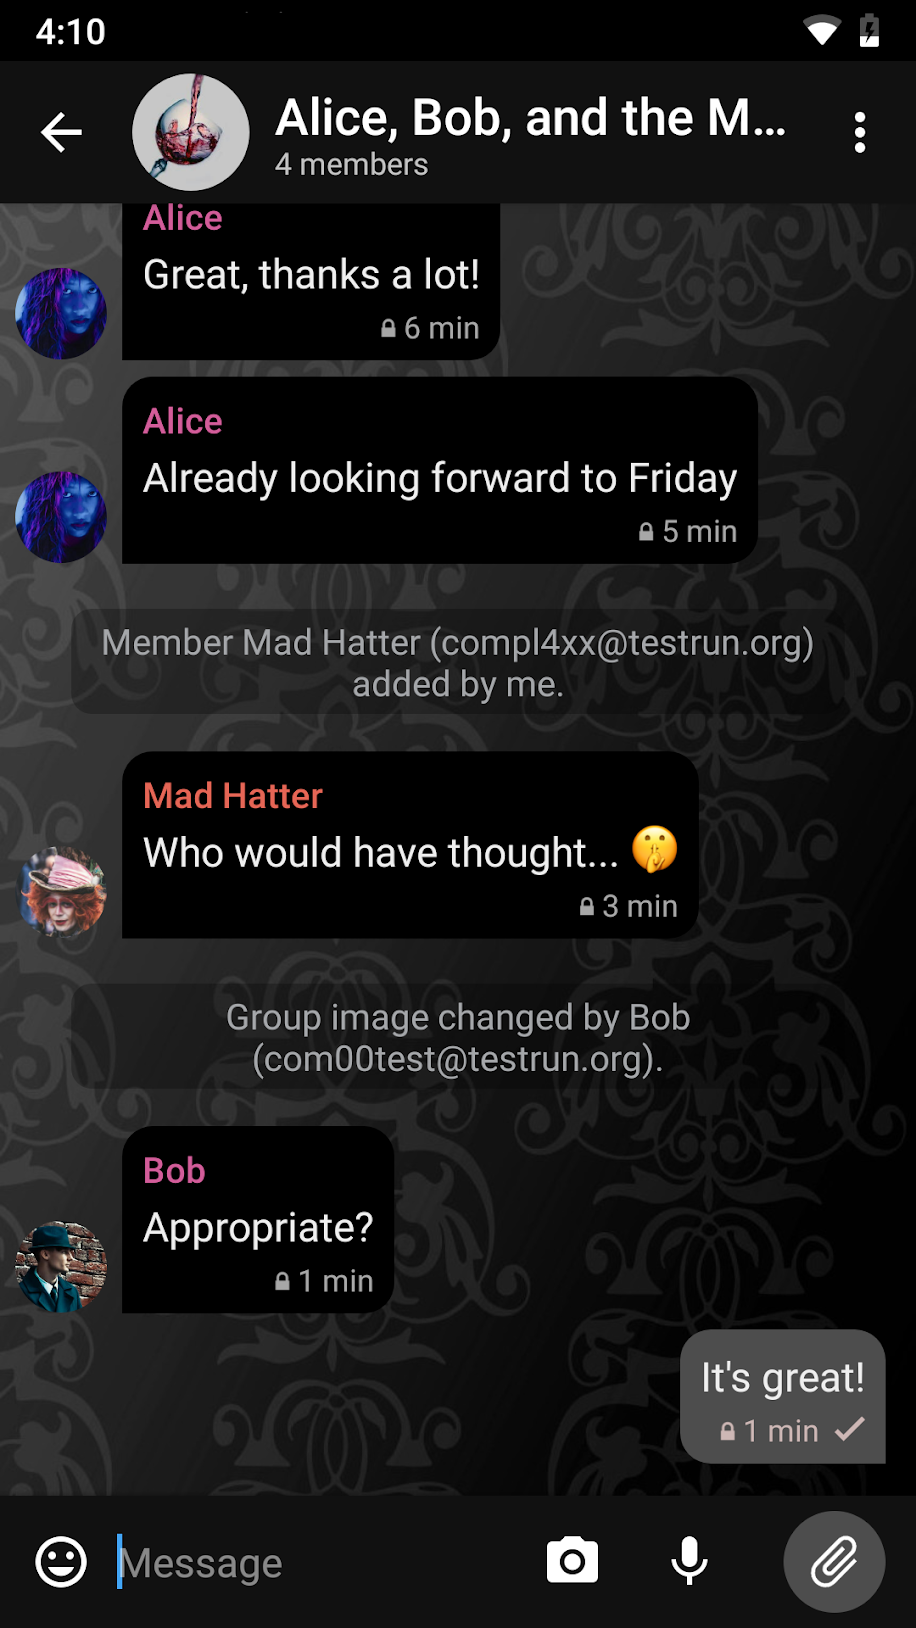 4:10
Alice, Bob, and the M...
4 members
Alice
Great, thanks a lot!
6 min
Alice
Already looking forward to Friday
5 min
Member Mad Hatter (compl4xx@testrun.org)
added by me.
Mad Hatter
Who would have thought... 🤫
3 min
Group image changed by Bob
(com00test@testrun.org).
Bob
Appropriate?
1 min
It's great!
1 min
Message